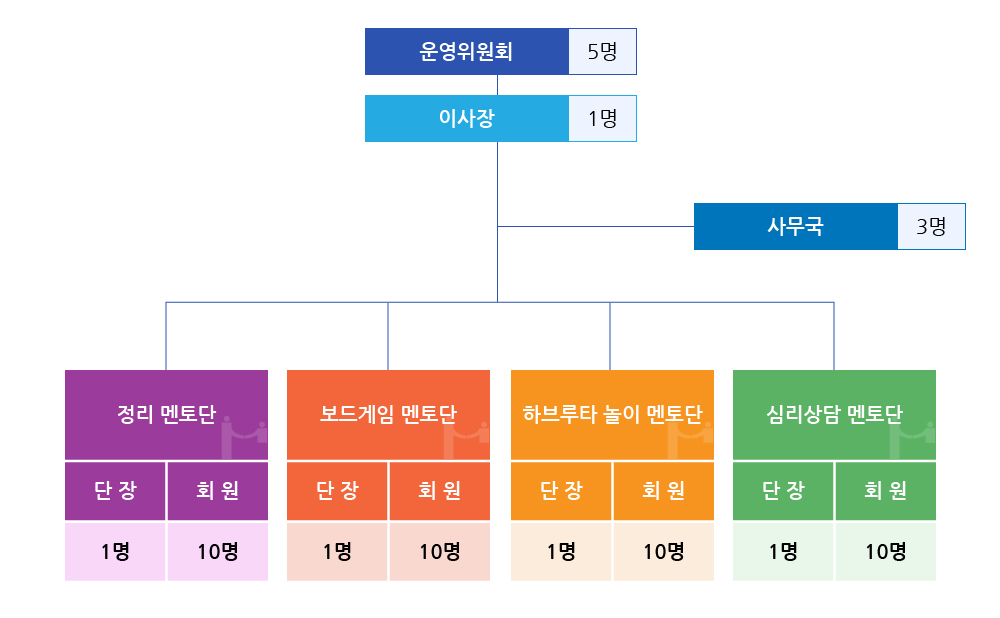 운영위원회 5명
이사장 1명
사무국 3명
정리 멘토단 보드게임 멘토단 하브루타 놀이 멘토단 심리상담 멘토단
단 장 회 원 단 장 회 원 단 장 회 원 단 장 회 원
1명 10명 1명 10명 1명 10명 1명 10명